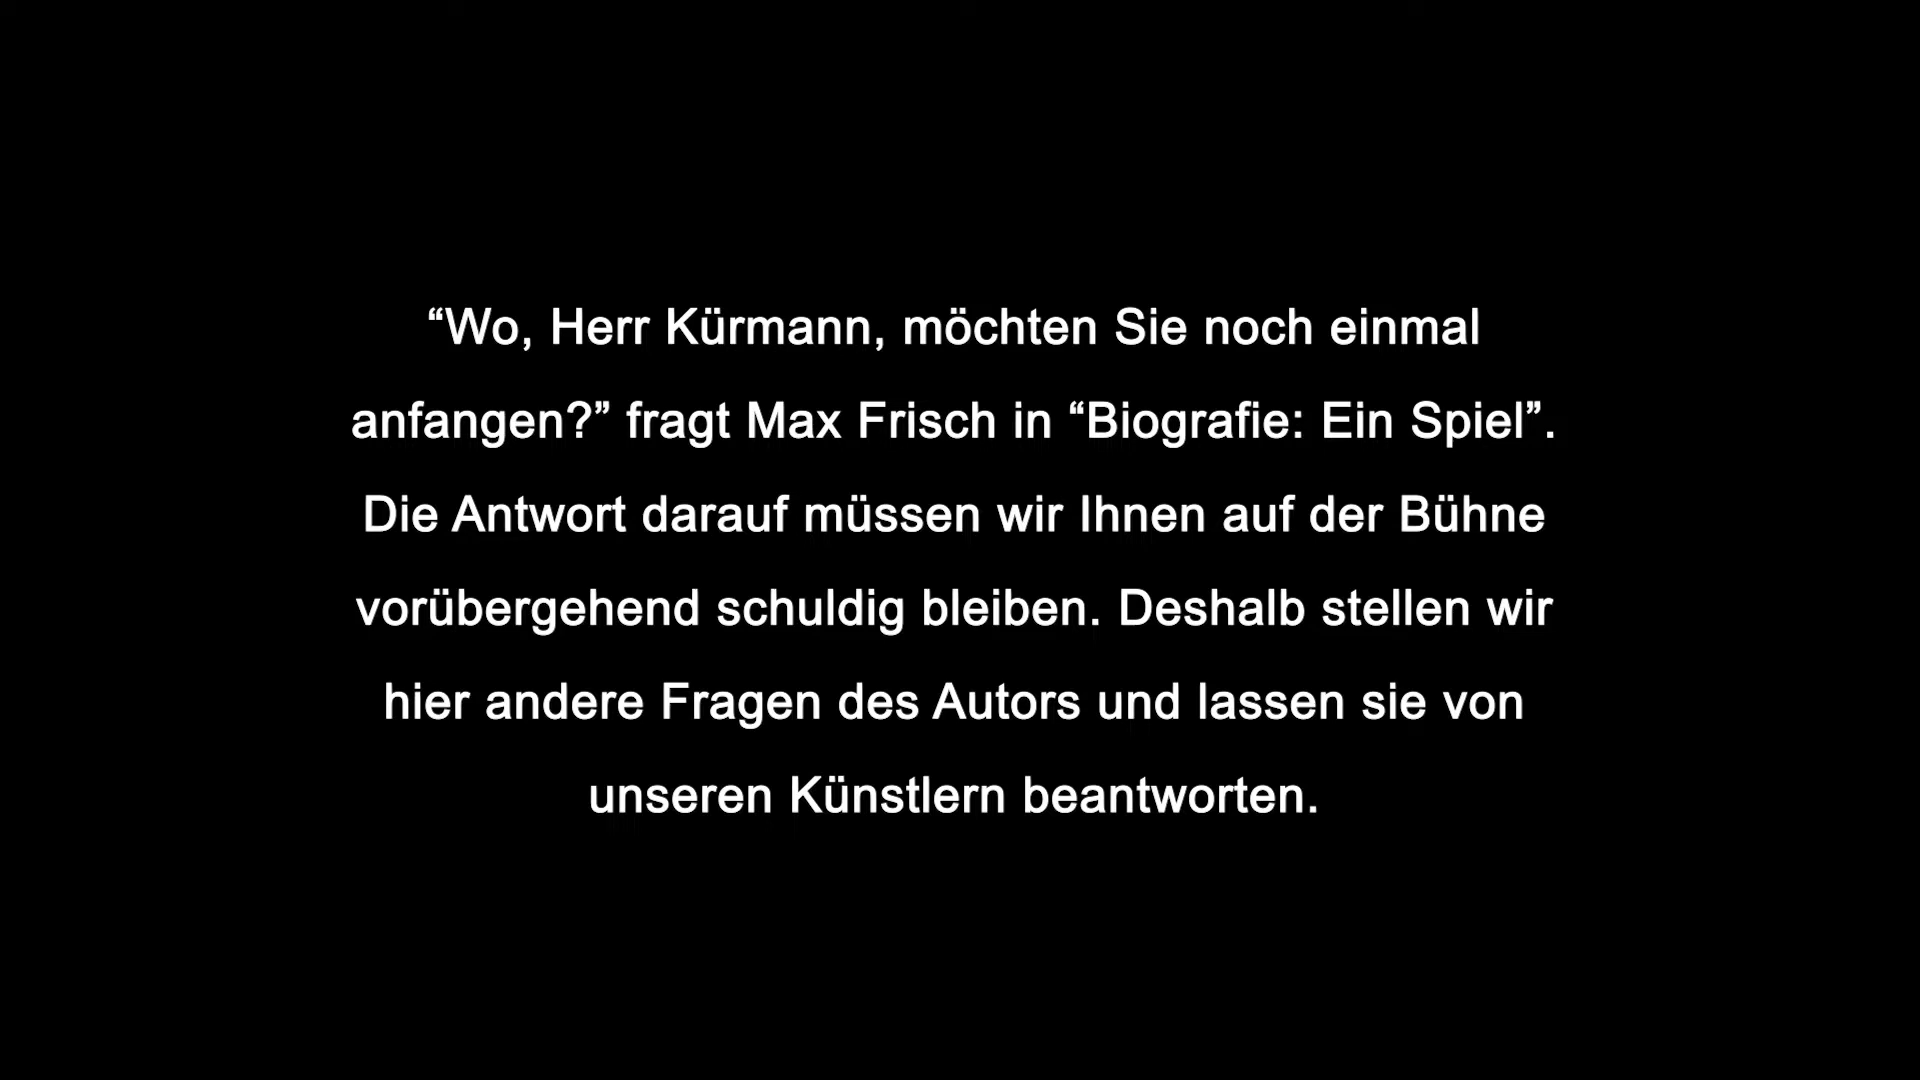 “Wo, Herr Kürmann, möchten Sie noch einmal
anfangen?” fragt Max Frisch in “Biografie: Ein Spiel”.
Die Antwort darauf müssen wir Ihnen auf der Bühne
vorübergehend schuldig bleiben. Deshalb stellen wir
hier andere Fragen des Autors und lassen sie von
unseren Künstlern beantworten.